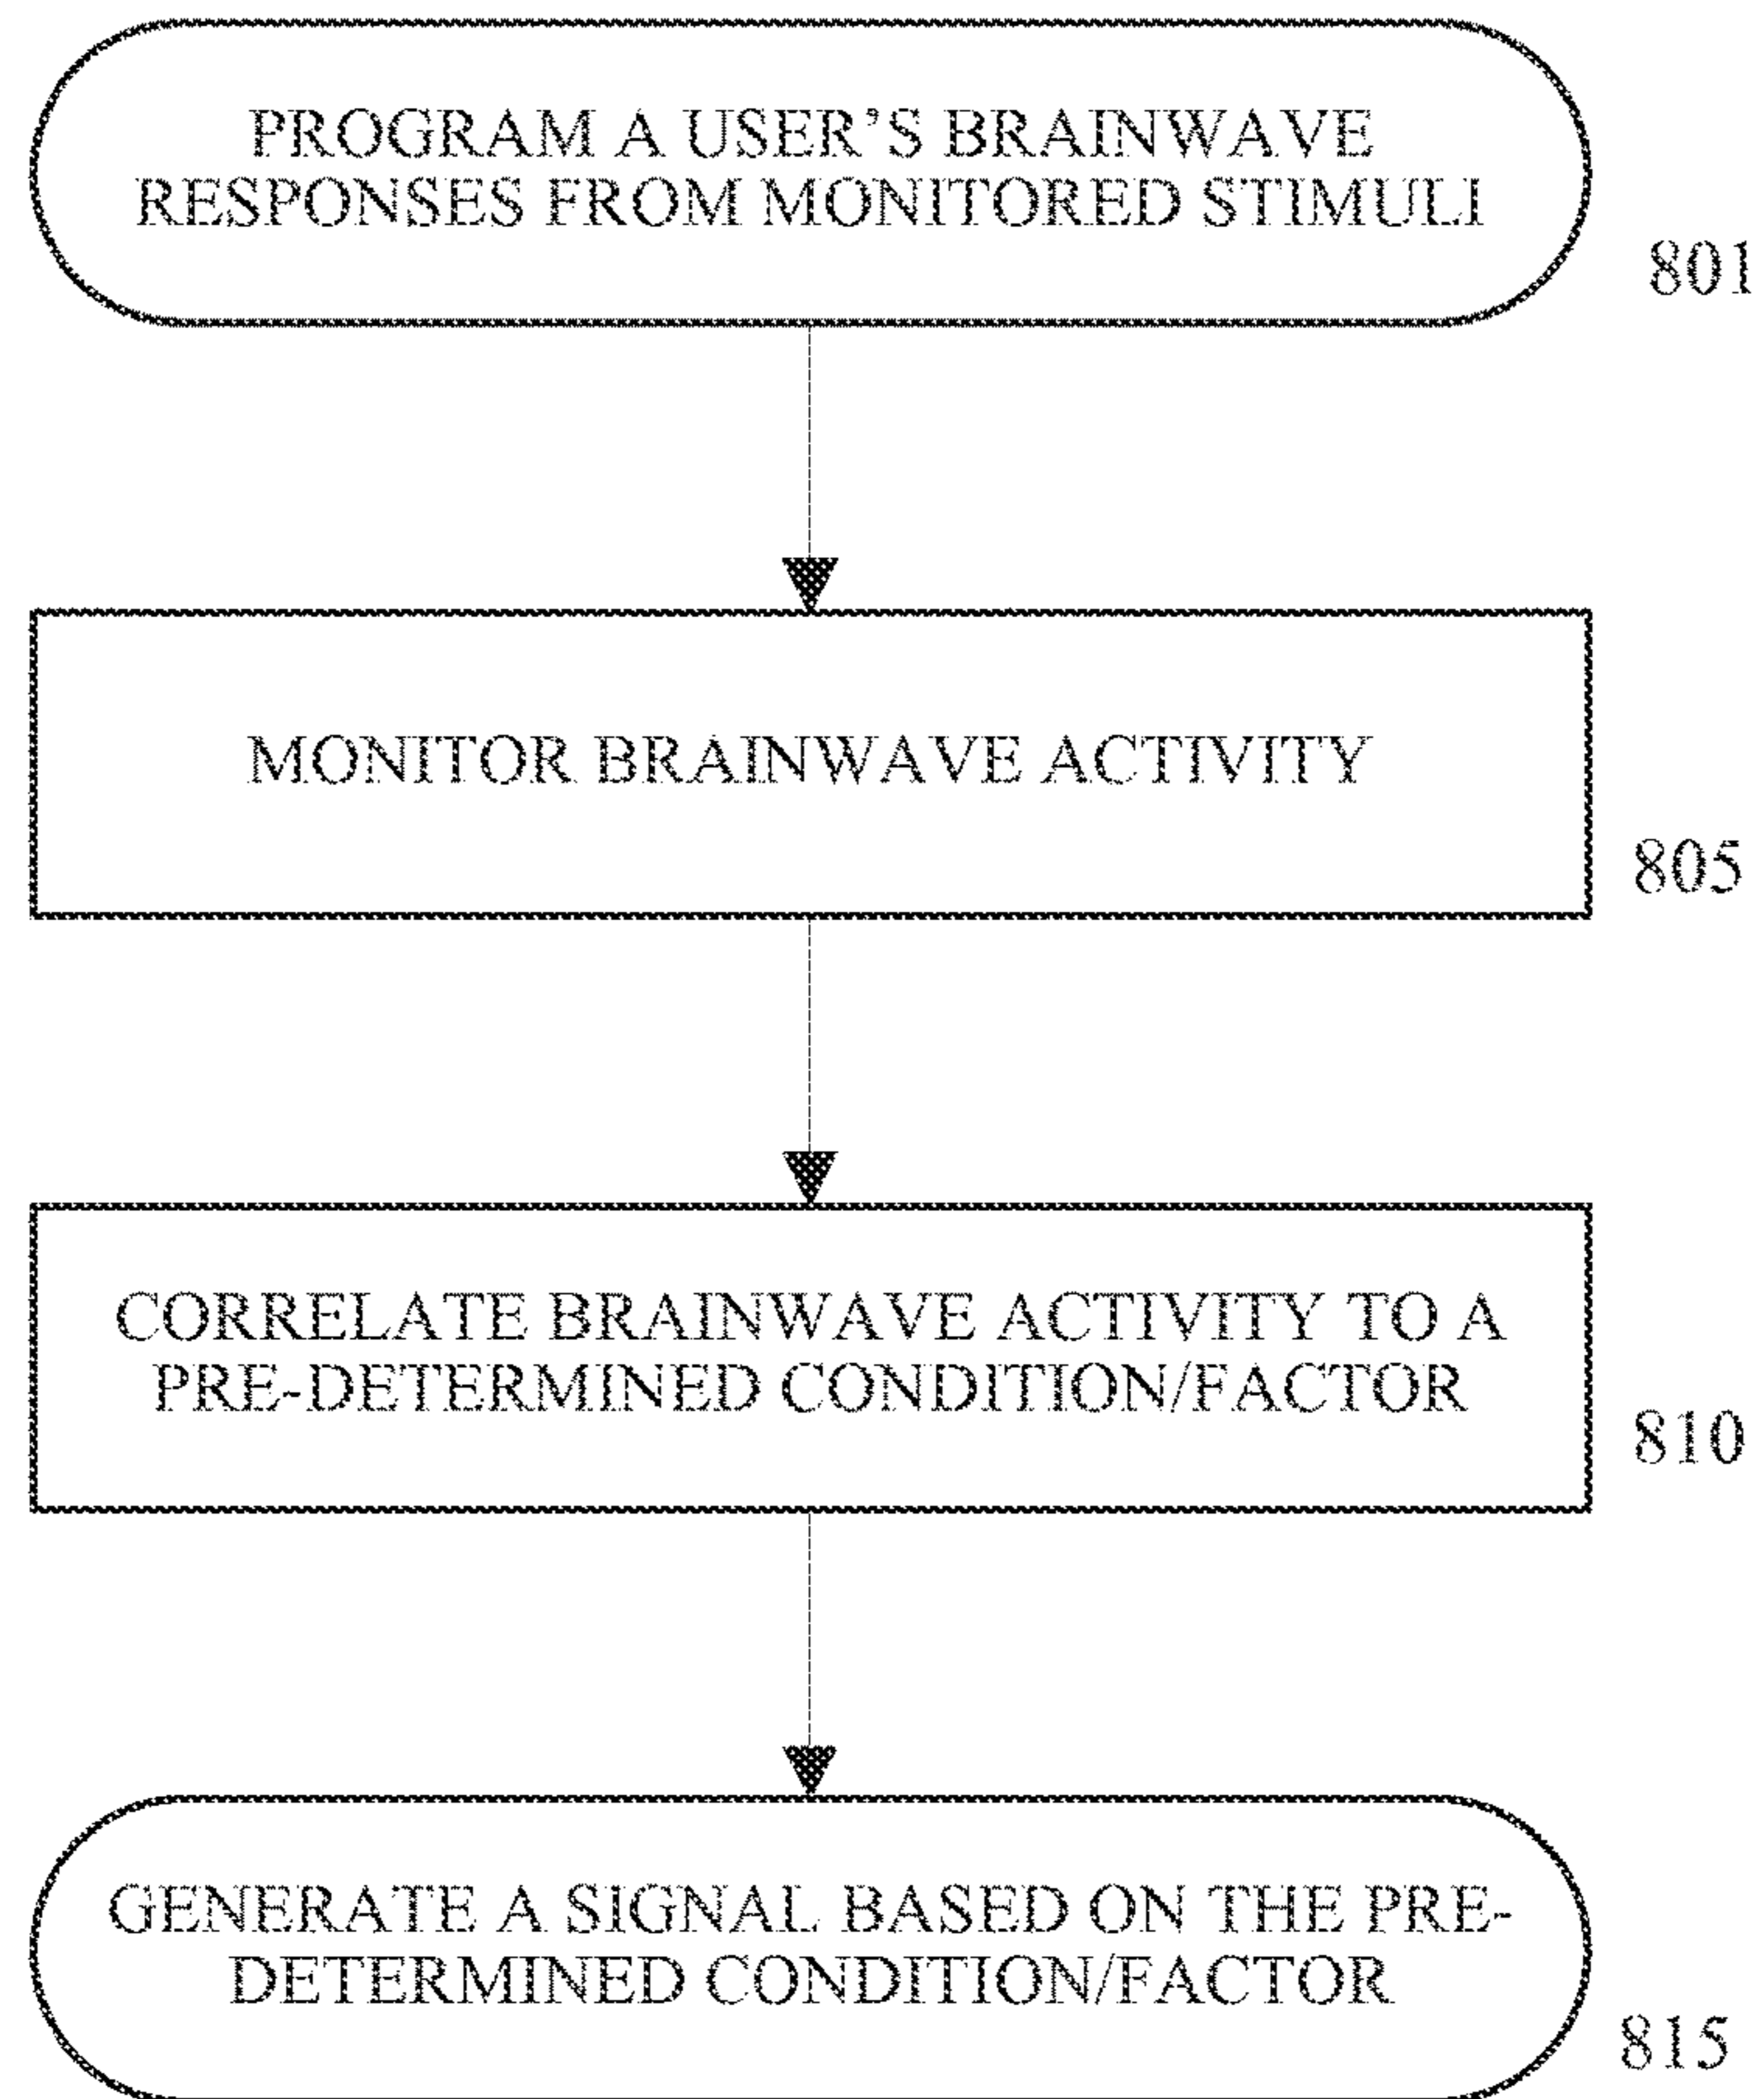 PROGRAM A USER’S BRAINWAVE
RESPONSES FROM MONITORED STIMULI
801
MONITOR BRAINWAVE ACTIVITY
805
CORRELATE BRAINWAVE ACTIVITY TO A
PRE-DETERMINED CONDITION/FACTOR
810
GENERATE A SIGNAL BASED ON THE PRE-
DETERMINED CONDITION/FACTOR
815